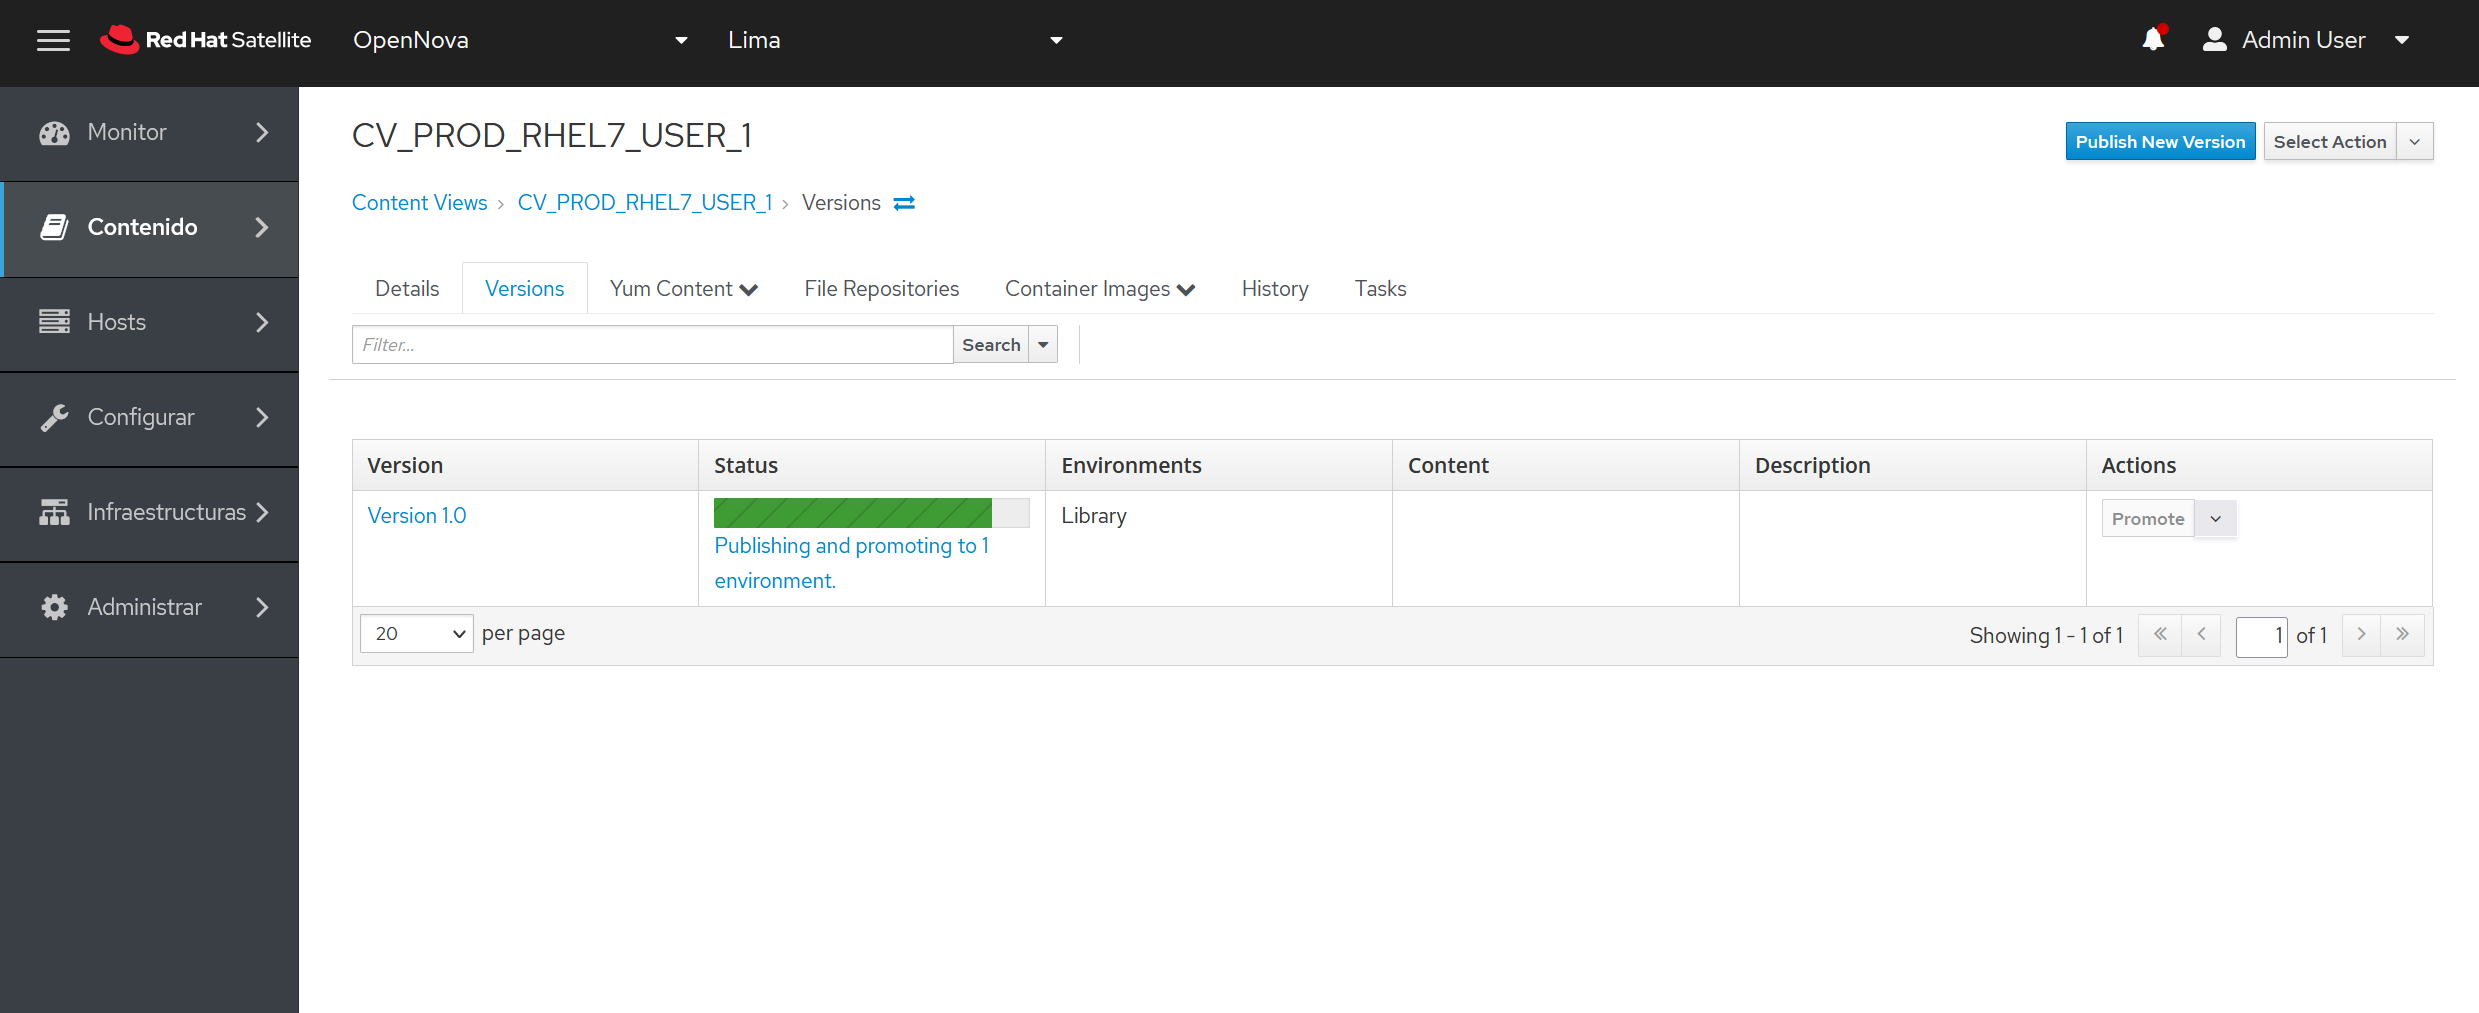 Red Hat Satellite OpenNova Lima Admin User
Monitor
Contenido
Hosts
Configurar
Infraestructuras
Administrar
CV_PROD_RHEL7_USER_1
Publish New Version Select Action
Content Views › CV_PROD_RHEL7_USER_1 › Versions
Details Versions Yum Content File Repositories Container Images History Tasks
Filter... Search
Version Status Environments Content Description Actions
Version 1.0 Library Promote
Publishing and promoting to 1
environment.
20 per page Showing 1 - 1 of 1 « ‹ 1 of 1 › »